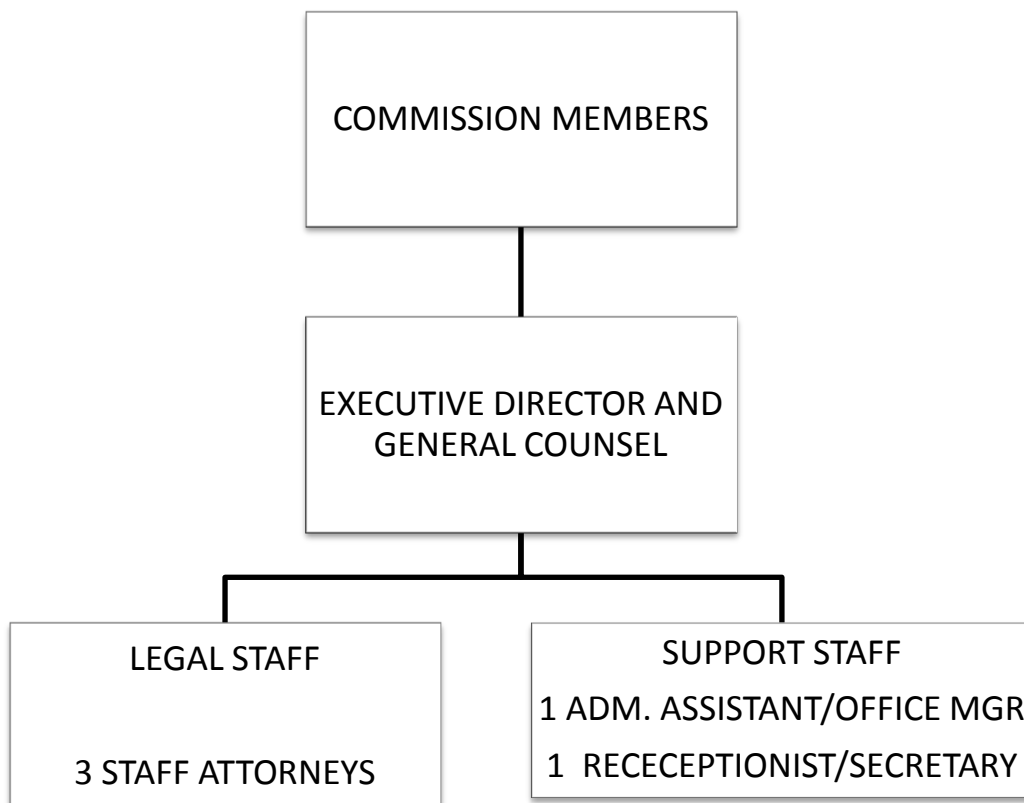 COMMISSION MEMBERS
EXECUTIVE DIRECTOR AND
GENERAL COUNSEL
LEGAL STAFF
3 STAFF ATTORNEYS
SUPPORT STAFF
1 ADM. ASSISTANT/OFFICE MGR
1 RECECEPTIONIST/SECRETARY